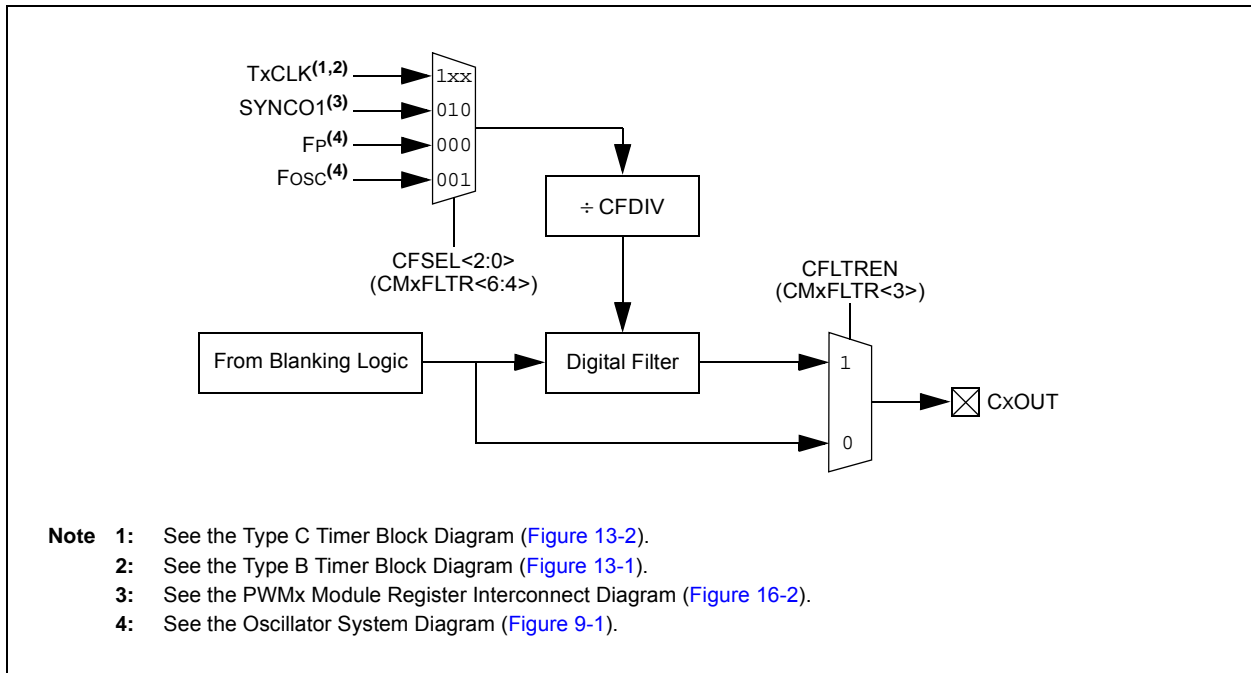 TxCLK(1,2)
1xx
SYNCO1(3)
010
FP(4)
000
FOSC(4)
001
÷ CFDIV
CFSEL<2:0>
(CMxFLTR<6:4>)
CFLTREN
(CMxFLTR<3>)
From Blanking Logic
Digital Filter
1
CxOUT
0
Note 1: See the Type C Timer Block Diagram (Figure 13-2).
2: See the Type B Timer Block Diagram (Figure 13-1).
3: See the PWMx Module Register Interconnect Diagram (Figure 16-2).
4: See the Oscillator System Diagram (Figure 9-1).